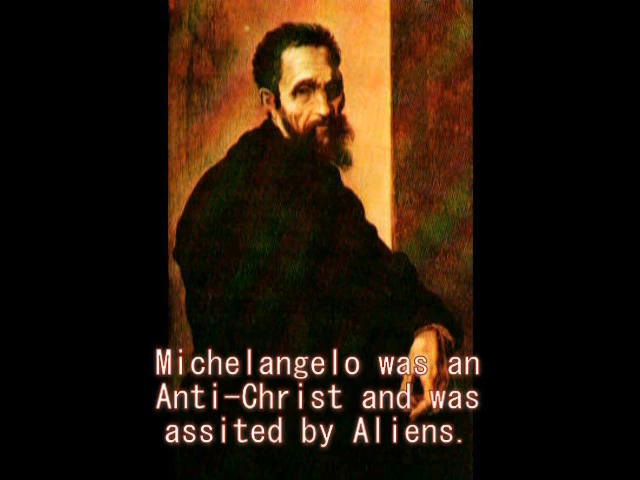 Michelangelo was an
Anti-Christ and was
assited by Aliens.